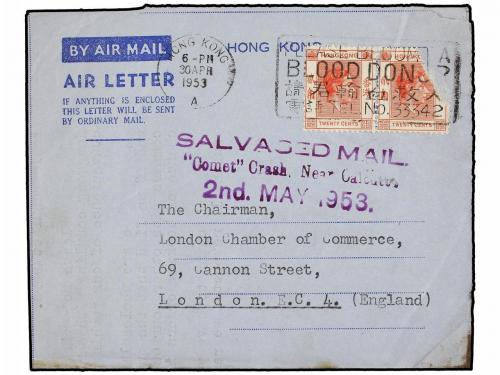 BY AIR MAIL
AIR LETTER
IF ANYTHING IS ENCLOSED
THIS LETTER WILL BE SENT
BY ORDINARY MAIL.
HONG KONG
6-PM
30 APR
1953
A
HONG KONG
BLOOD DON
TEL No. 33342
TWENTY CENTS TWENTY CENTS
SALVAGED MAIL.
"Comet" Crash, Near Calcutta
2nd. MAY 1953.
The Chairman,
London Chamber of Commerce,
69, Cannon Street,
London. E.C. 4. (England)